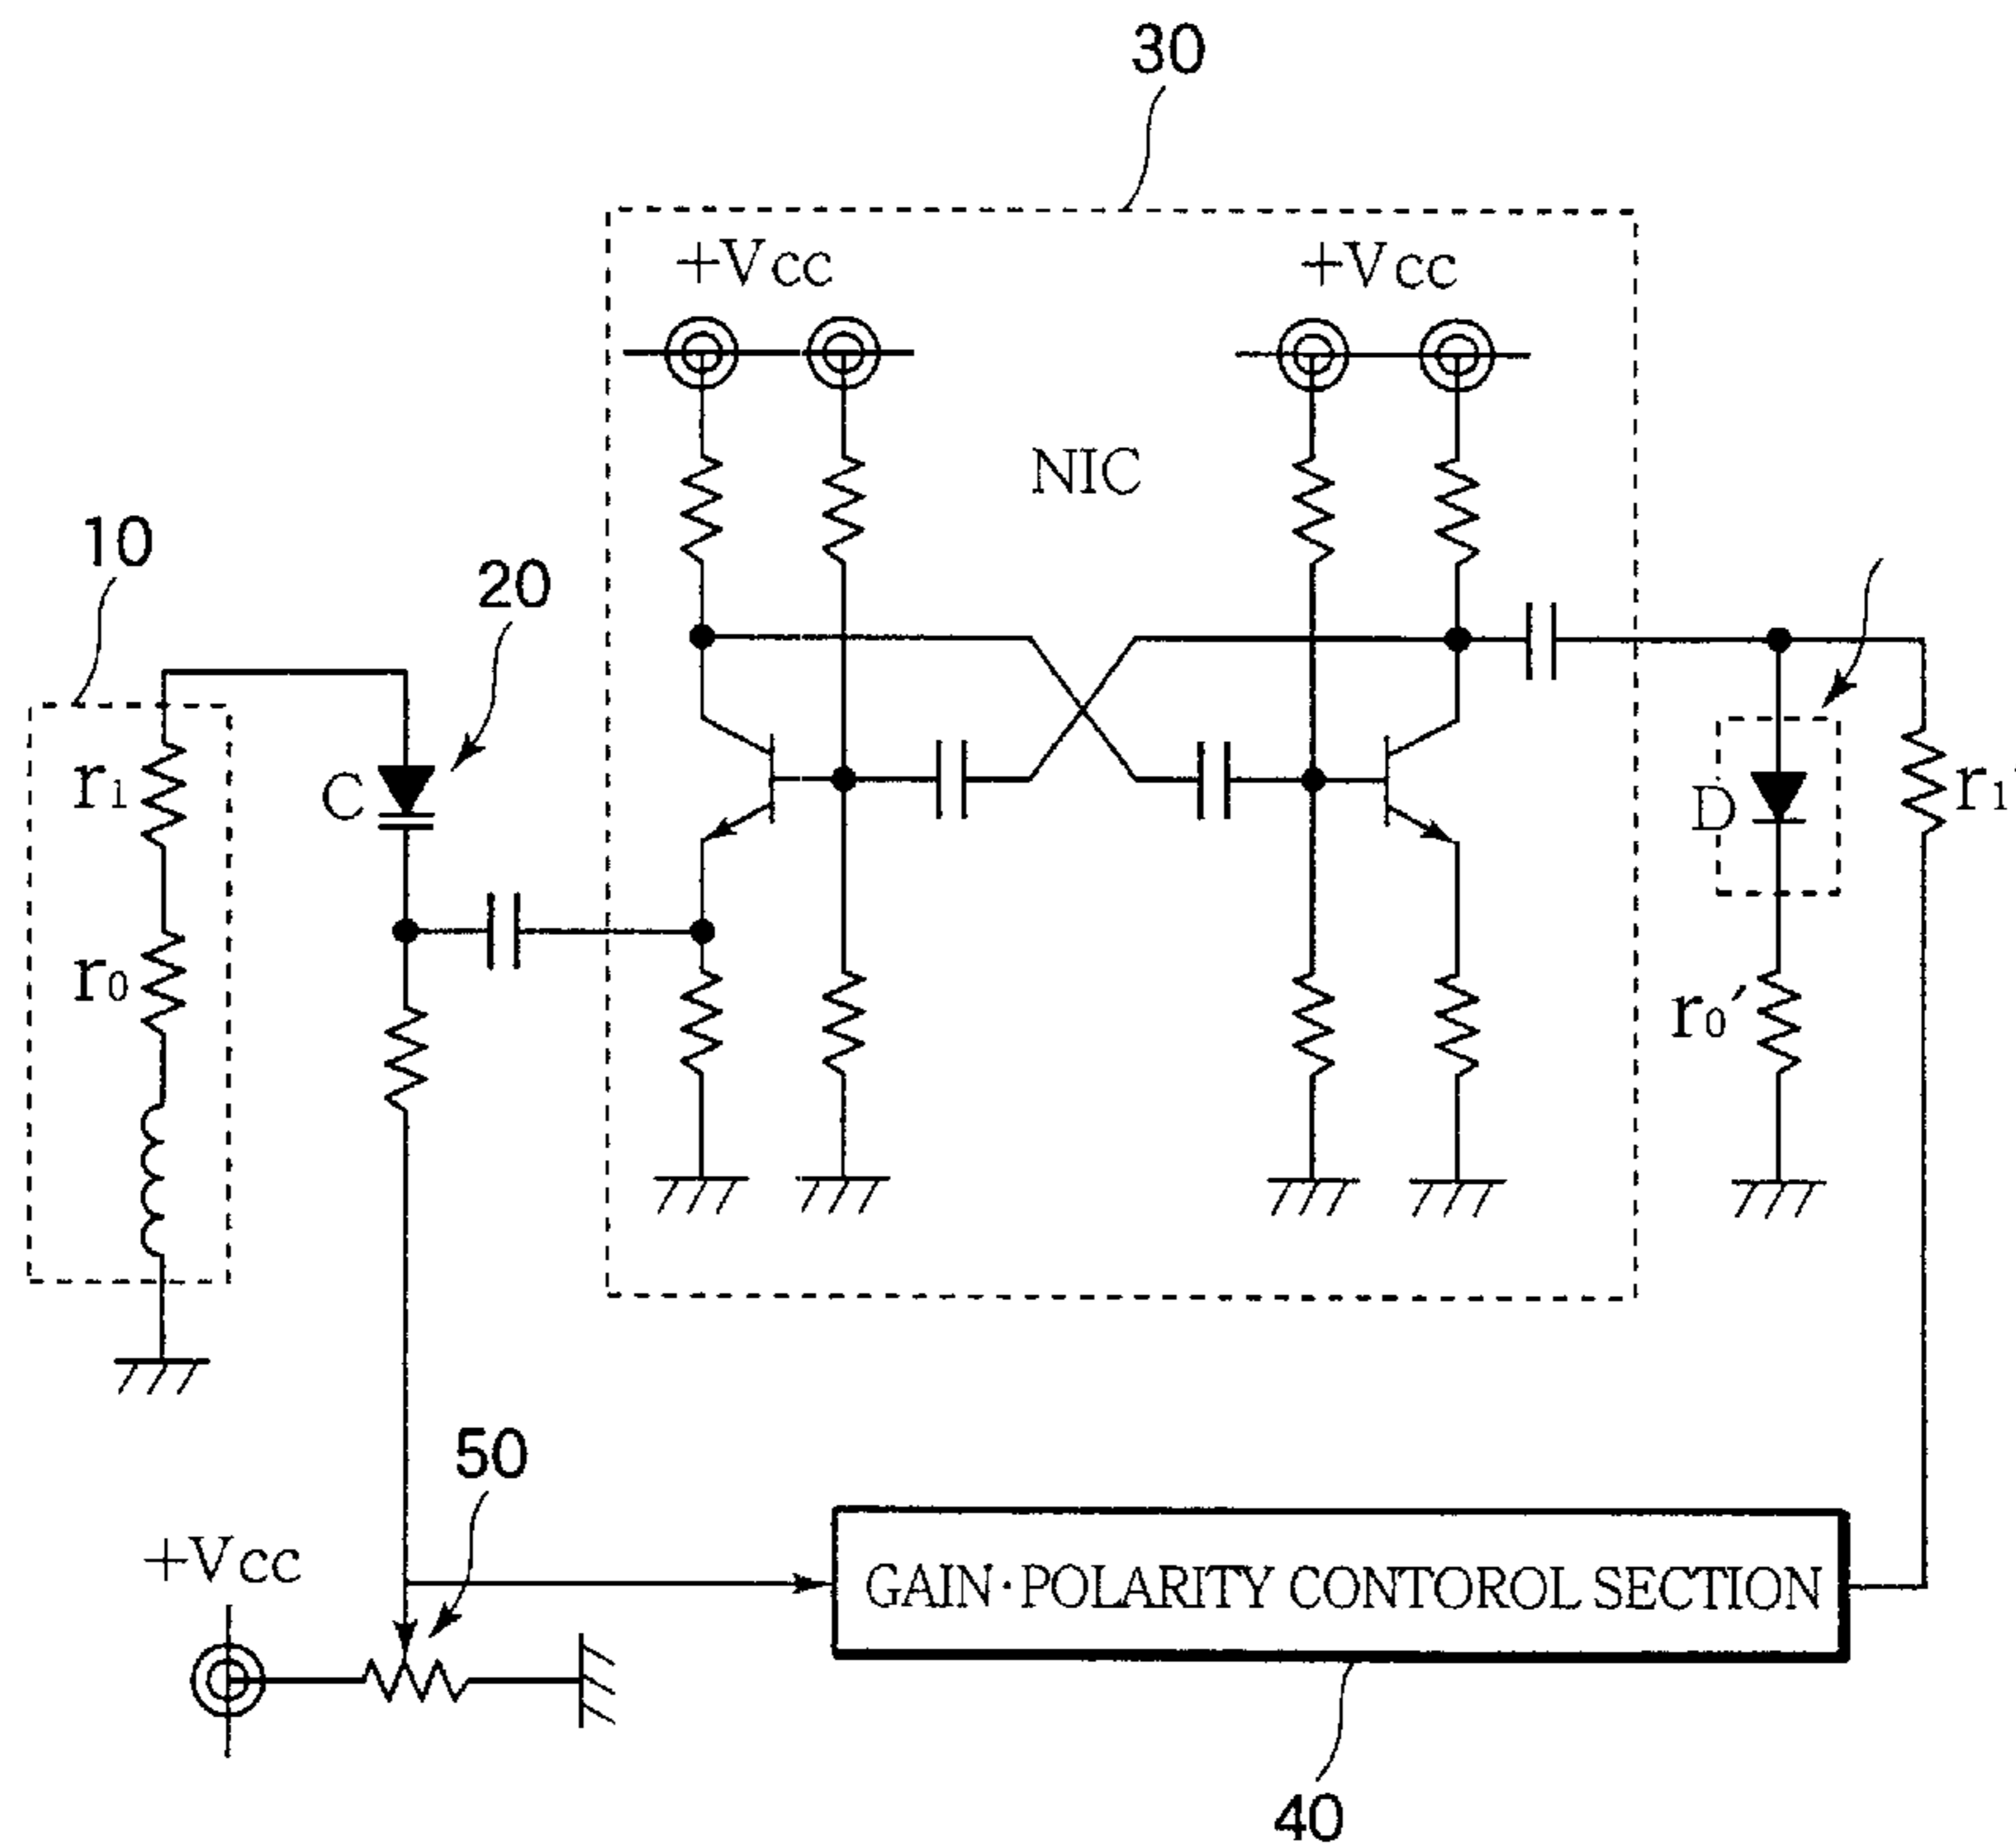 30
+Vcc
+Vcc
NIC
10
20
r1
C
D
r1'
r0
r0'
50
+Vcc
GAIN·POLARITY CONTOROL SECTION
40